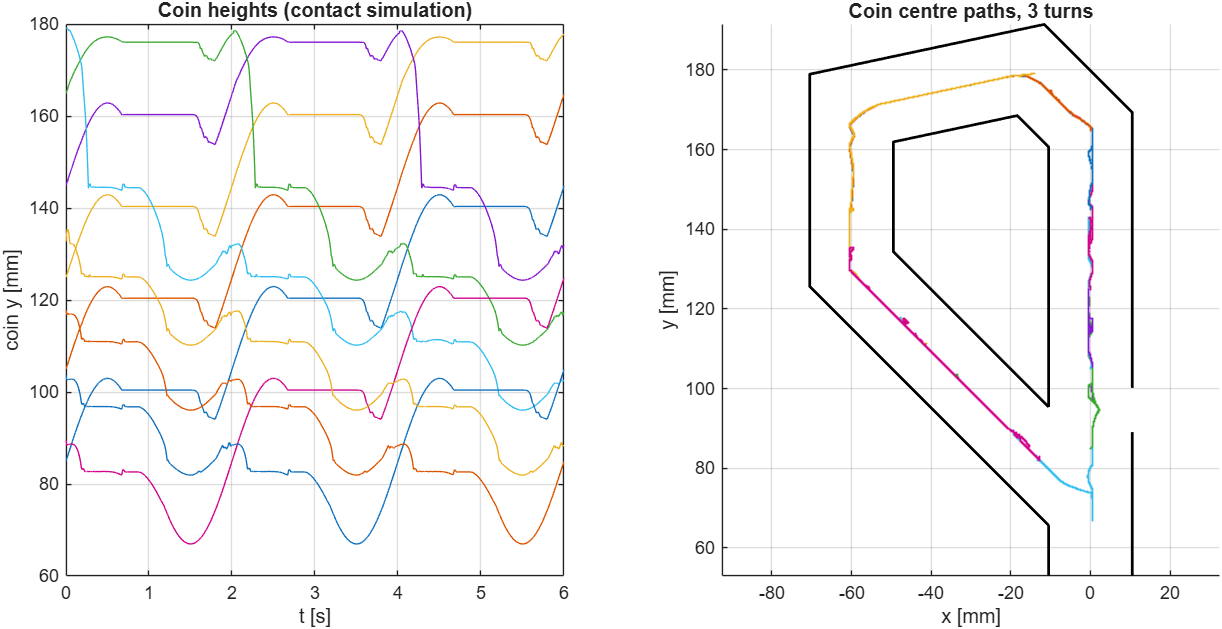 Coin heights (contact simulation)
180
160
140
120
100
80
60
coin y [mm]
0 1 2 3 4 5 6
t [s]
Coin centre paths, 3 turns
180
160
140
120
100
80
60
y [mm]
-80 -60 -40 -20 0 20
x [mm]